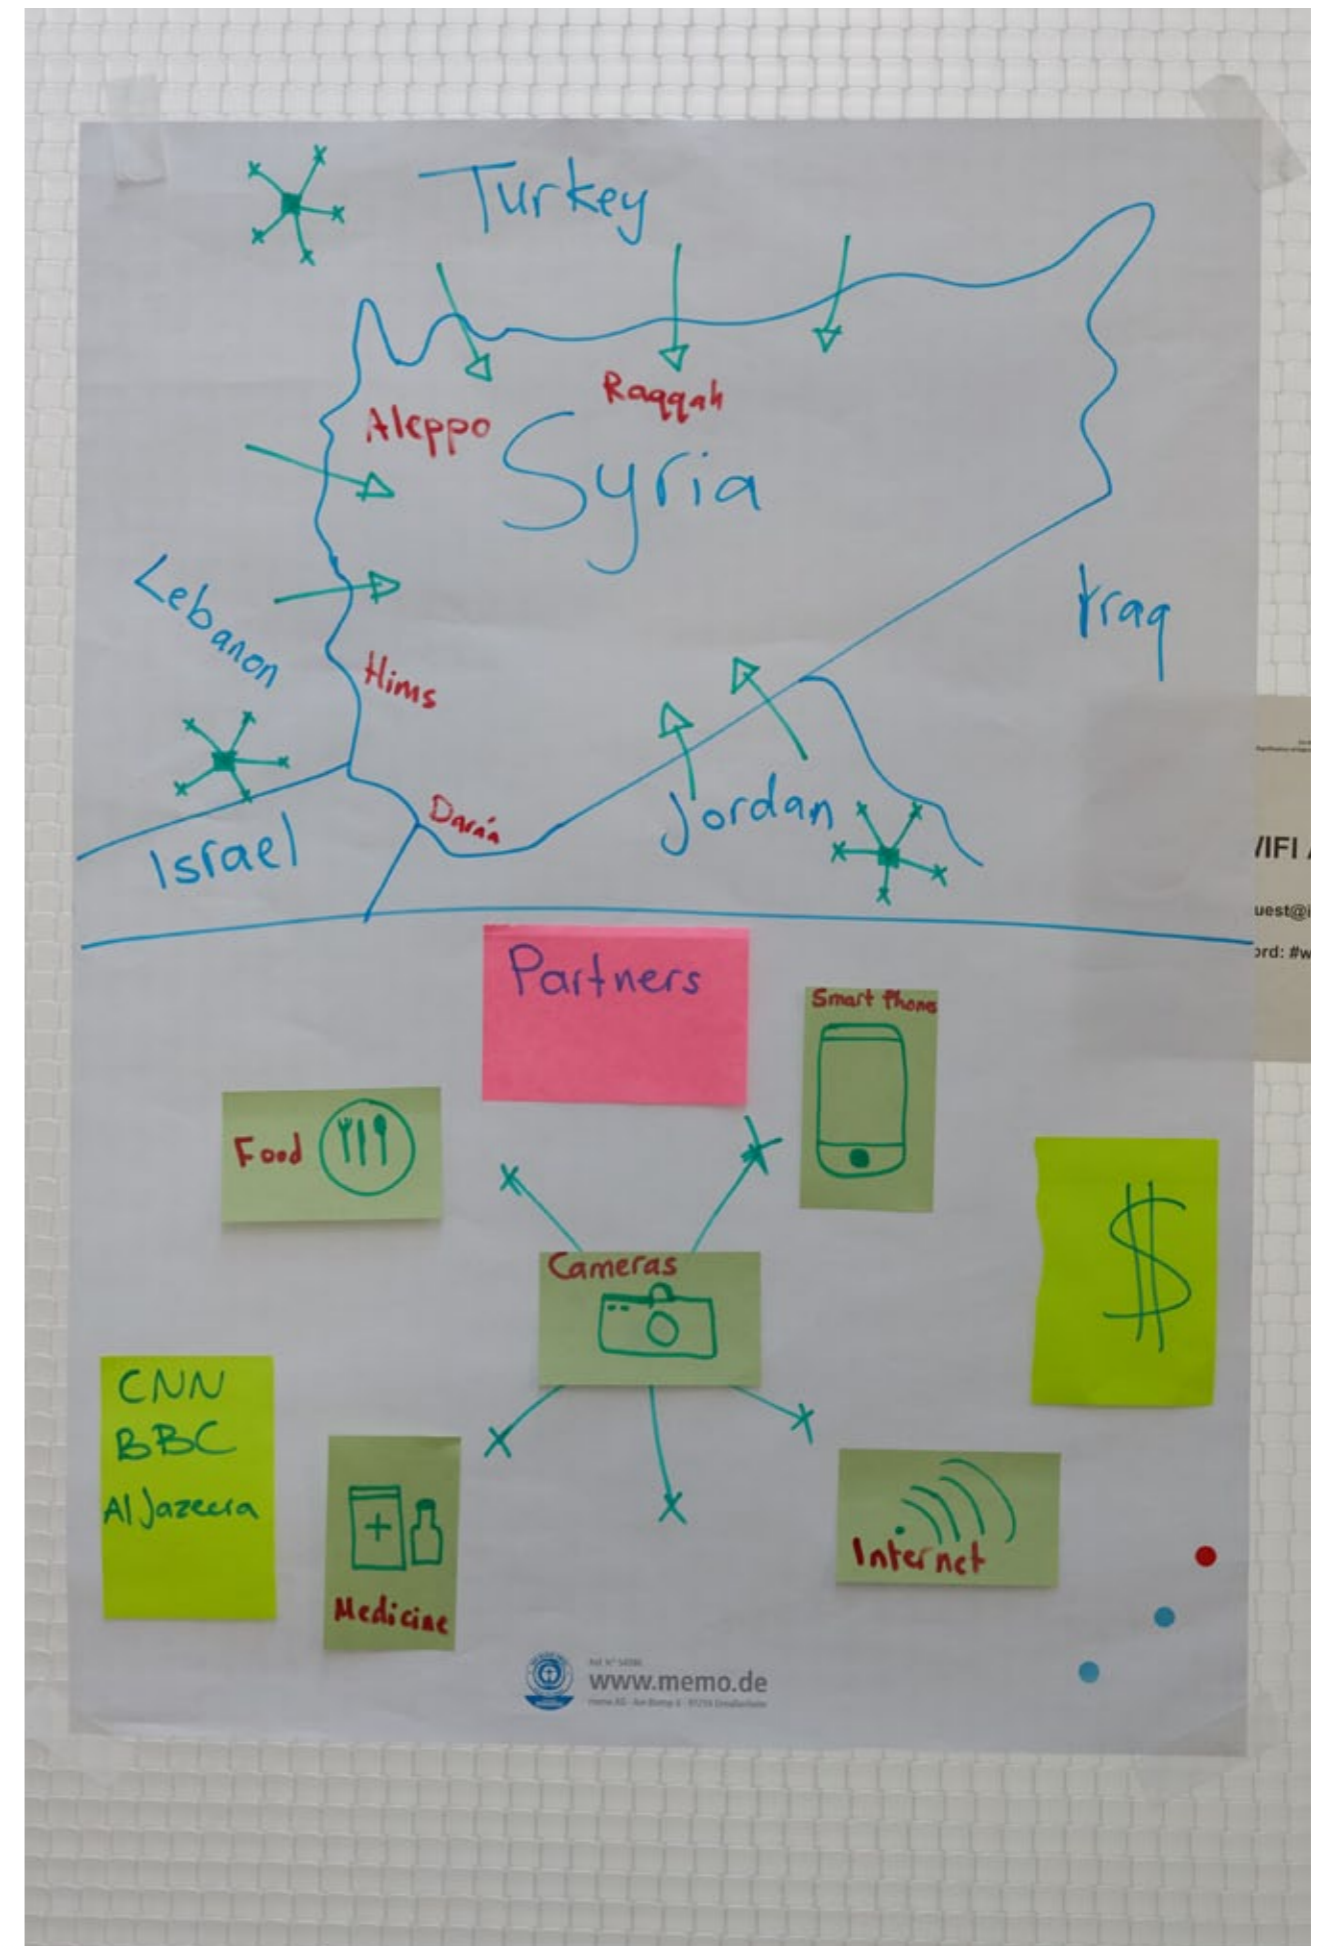 Turkey
Raqqah
Aleppo
Syria
Lebanon
Iraq
Hims
Jordan
Daráa
Israel
Partners
Smart Phones
Food
Cameras
$
CNN
BBC
Al Jazeera
Internet
Medicine
www.memo.de